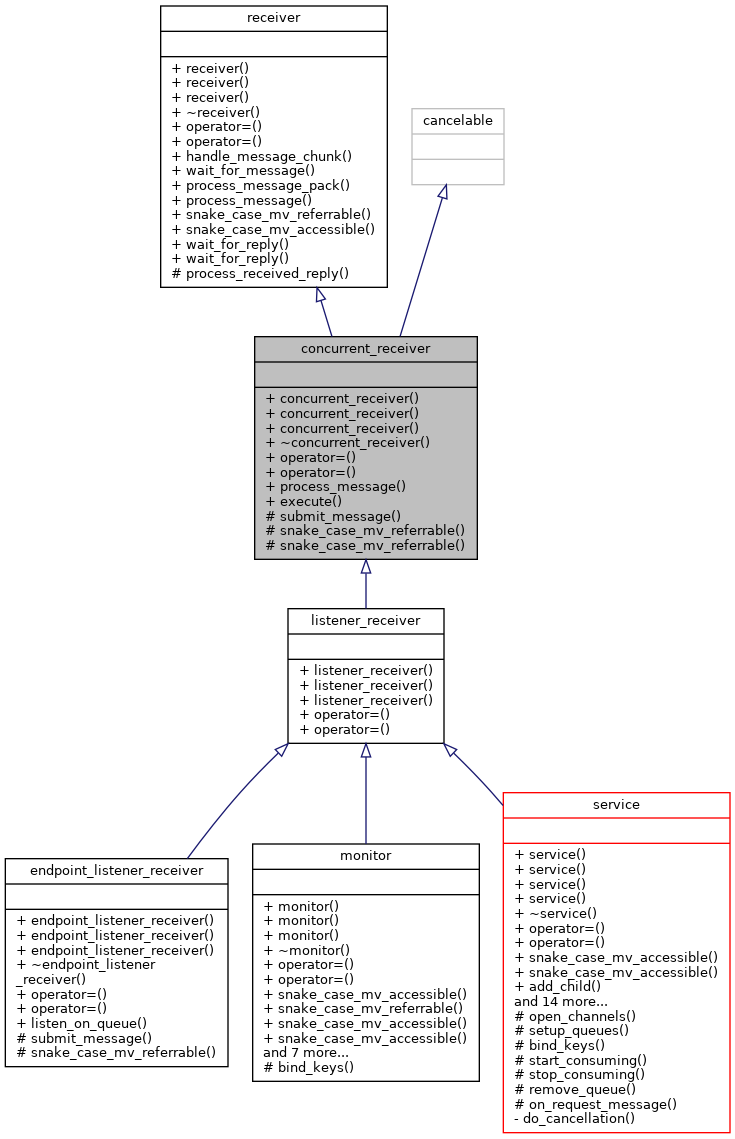 receiver
+ receiver()
+ receiver()
+ receiver()
+ ~receiver()
+ operator=()
+ operator=()
+ handle_message_chunk()
+ wait_for_message()
+ process_message_pack()
+ process_message()
+ snake_case_mv_referrable()
+ snake_case_mv_accessible()
+ wait_for_reply()
+ wait_for_reply()
# process_received_reply()
cancelable
concurrent_receiver
+ concurrent_receiver()
+ concurrent_receiver()
+ concurrent_receiver()
+ ~concurrent_receiver()
+ operator=()
+ operator=()
+ process_message()
+ execute()
# submit_message()
# snake_case_mv_referrable()
# snake_case_mv_referrable()
listener_receiver
+ listener_receiver()
+ listener_receiver()
+ listener_receiver()
+ operator=()
+ operator=()
endpoint_listener_receiver
+ endpoint_listener_receiver()
+ endpoint_listener_receiver()
+ endpoint_listener_receiver()
+ ~endpoint_listener
_receiver()
+ operator=()
+ operator=()
+ listen_on_queue()
# submit_message()
# snake_case_mv_referrable()
monitor
+ monitor()
+ monitor()
+ monitor()
+ ~monitor()
+ operator=()
+ operator=()
+ snake_case_mv_accessible()
+ snake_case_mv_referrable()
+ snake_case_mv_accessible()
+ snake_case_mv_accessible()
and 7 more...
# bind_keys()
service
+ service()
+ service()
+ service()
+ service()
+ ~service()
+ operator=()
+ operator=()
+ snake_case_mv_accessible()
+ snake_case_mv_accessible()
+ add_child()
and 14 more...
# open_channels()
# setup_queues()
# bind_keys()
# start_consuming()
# stop_consuming()
# remove_queue()
# on_request_message()
- do_cancellation()